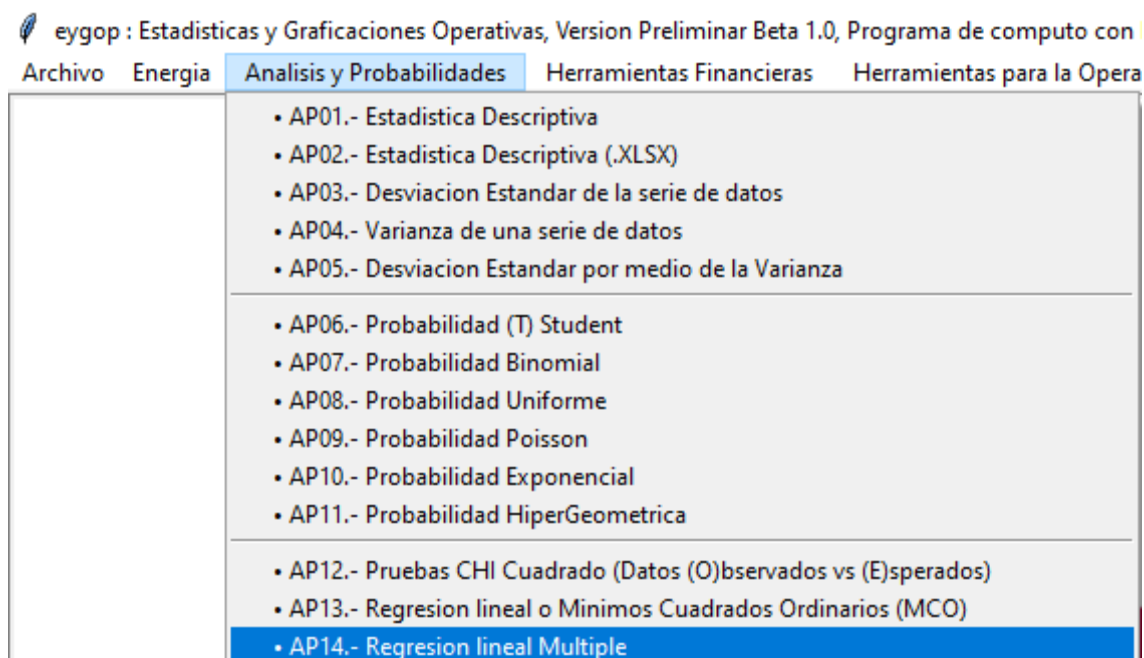 eygop : Estadisticas y Graficaciones Operativas, Version Preliminar Beta 1.0, Programa de computo con
Archivo Energia Analisis y Probabilidades Herramientas Financieras Herramientas para la Opera
• AP01.- Estadistica Descriptiva
• AP02.- Estadistica Descriptiva (.XLSX)
• AP03.- Desviacion Estandar de la serie de datos
• AP04.- Varianza de una serie de datos
• AP05.- Desviacion Estandar por medio de la Varianza
• AP06.- Probabilidad (T) Student
• AP07.- Probabilidad Binomial
• AP08.- Probabilidad Uniforme
• AP09.- Probabilidad Poisson
• AP10.- Probabilidad Exponencial
• AP11.- Probabilidad HiperGeometrica
• AP12.- Pruebas CHI Cuadrado (Datos (O)bservados vs (E)sperados)
• AP13.- Regresion lineal o Minimos Cuadrados Ordinarios (MCO)
• AP14.- Regresion lineal Multiple